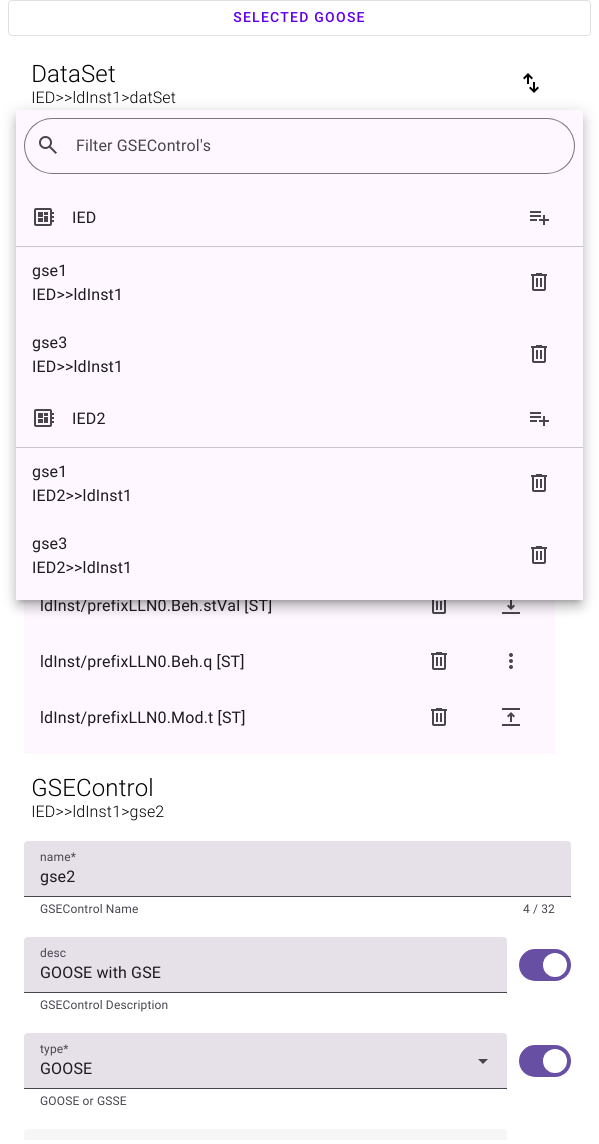 SELECTED GOOSE
DataSet
IED>>ldInst1>datSet
Filter GSEControl's
IED
gse1
IED>>ldInst1
gse3
IED>>ldInst1
IED2
gse1
IED2>>ldInst1
gse3
IED2>>ldInst1
ldInst/prefixLLN0.Beh.stVal [ST]
ldInst/prefixLLN0.Beh.q [ST]
ldInst/prefixLLN0.Mod.t [ST]
GSEControl
IED>>ldInst1>gse2
name*
gse2
GSEControl Name 4 / 32
desc
GOOSE with GSE
GSEControl Description
type*
GOOSE
GOOSE or GSSE